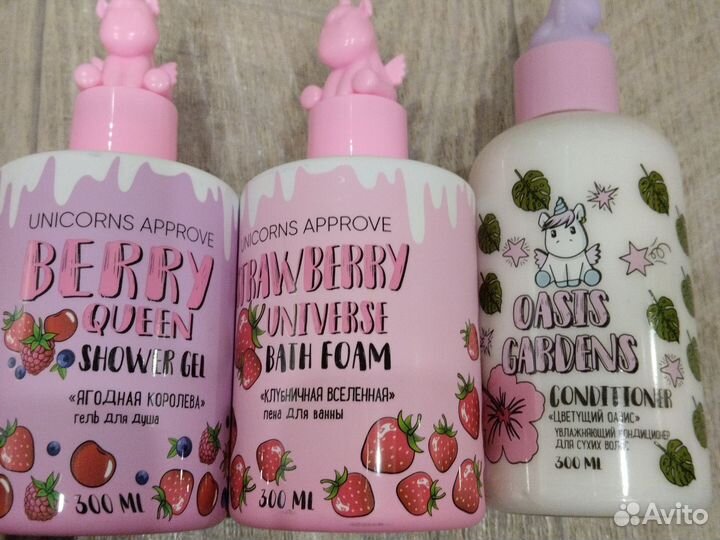 UNICORNS APPROVE
BERRY
QUEEN
SHOWER GEL
«ЯГОДНАЯ КОРОЛЕВА»
гель для душа
300 ML
UNICORNS APPROVE
STRAWBERRY
UNIVERSE
BATH FOAM
«КЛУБНИЧНАЯ ВСЕЛЕННАЯ»
пена для ванны
300 ML
OASIS
GARDENS
CONDITIONER
«ЦВЕТУЩИЙ ОАЗИС»
УВЛАЖНЯЮЩИЙ КОНДИЦИОНЕР
ДЛЯ СУХИХ ВОЛОС
300 ML
Avito